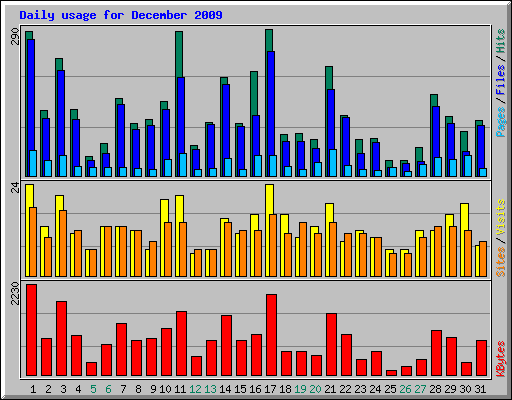 Daily usage for December 2009
290
24
2230
Pages / Files / Hits
Sites / Visits
KBytes
1 2 3 4 5 6 7 8 9 10 11 12 13 14 15 16 17 18 19 20 21 22 23 24 25 26 27 28 29 30 31